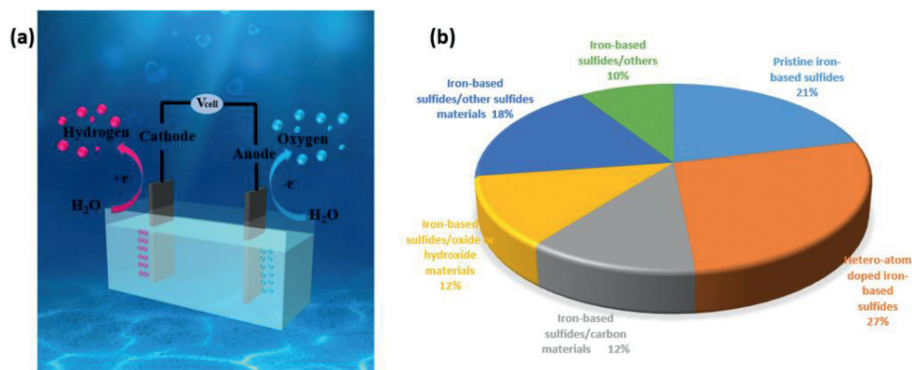 (a)
Vcell
Hydrogen
Cathode
Oxygen
Anode
+e⁻
-e⁻
H₂O
H₂O
(b)
Iron-based
sulfides/others
10%
Pristine iron-
based sulfides
21%
Iron-based
sulfides/other sulfides
materials 18%
Iron-based
sulfides/oxide or
hydroxide
materials
12%
Iron-based
sulfides/carbon
materials 12%
Hetero-atom
doped iron-
based
sulfides
27%